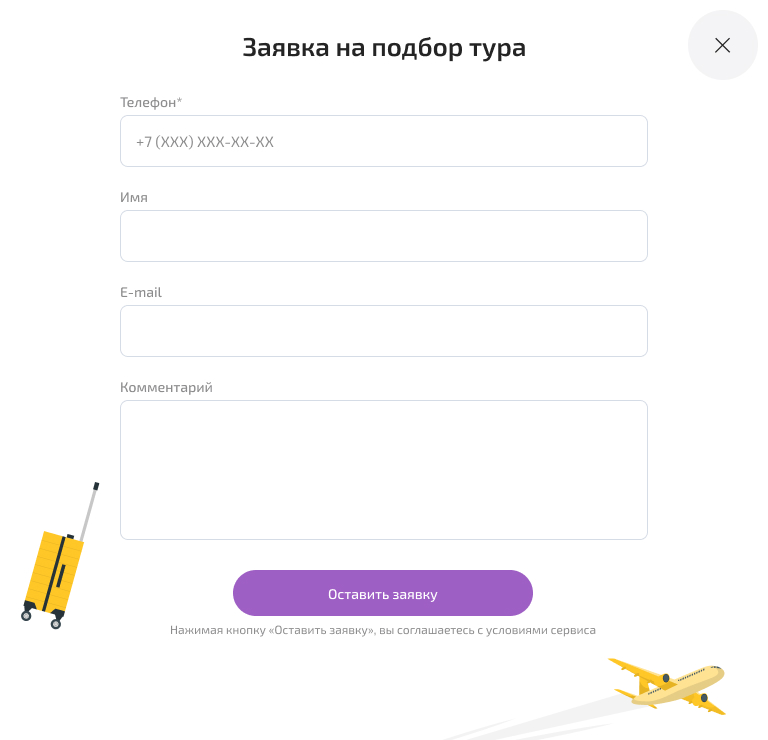 Заявка на подбор тура
Телефон*
+7 (XXX) XXX-XX-XX
Имя
E-mail
Комментарий
Оставить заявку
Нажимая кнопку «Оставить заявку», вы соглашаетесь с условиями сервиса